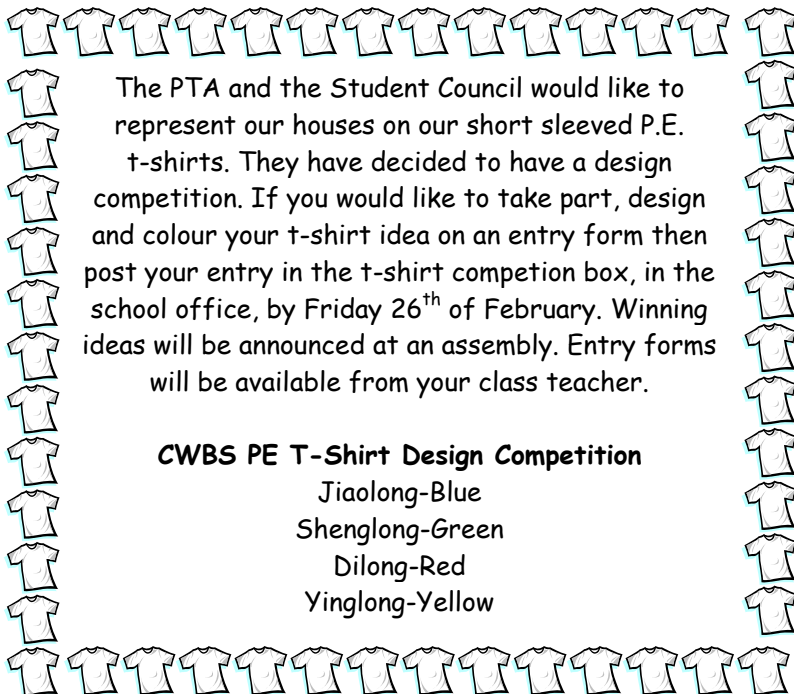 The PTA and the Student Council would like to
represent our houses on our short sleeved P.E.
t-shirts. They have decided to have a design
competition. If you would like to take part, design
and colour your t-shirt idea on an entry form then
post your entry in the t-shirt competion box, in the
school office, by Friday 26th of February. Winning
ideas will be announced at an assembly. Entry forms
will be available from your class teacher.
CWBS PE T-Shirt Design Competition
Jiaolong-Blue
Shenglong-Green
Dilong-Red
Yinglong-Yellow